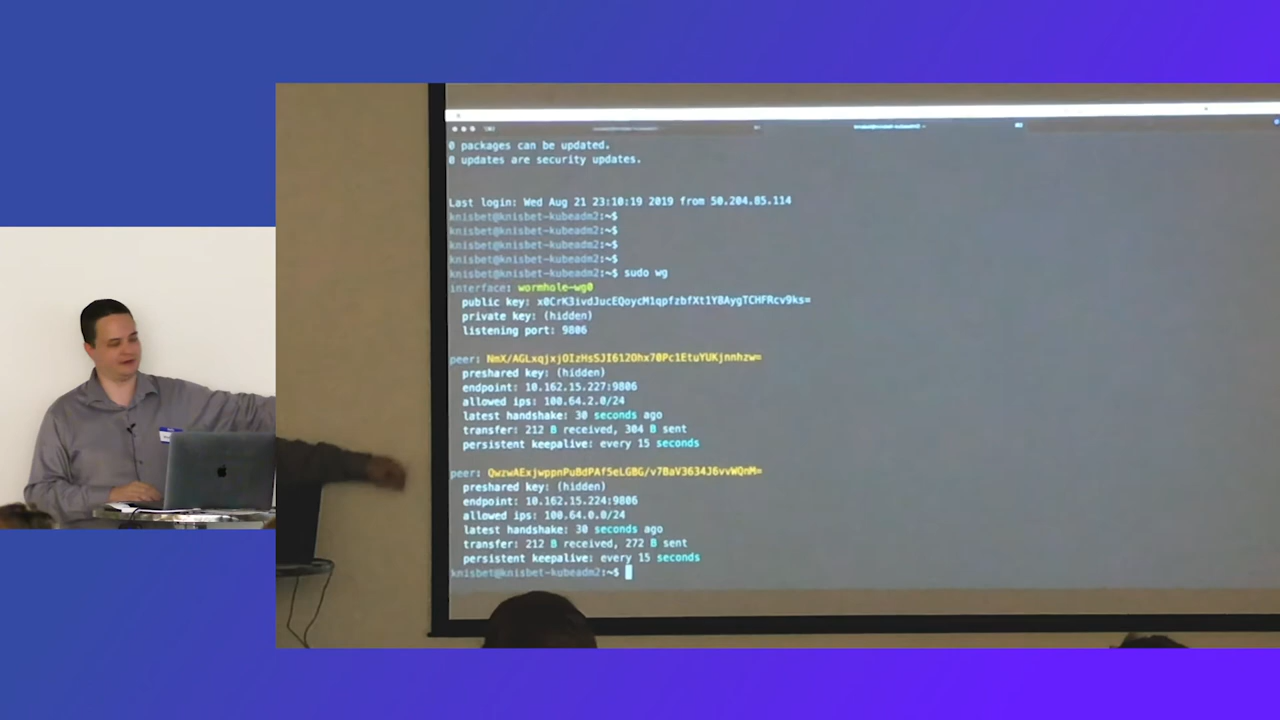 0 packages can be updated.
0 updates are security updates.
Last login: Wed Aug 21 23:10:19 2019 from 50.204.85.114
knisbet@knisbet-kubeadm2:~$
knisbet@knisbet-kubeadm2:~$
knisbet@knisbet-kubeadm2:~$
knisbet@knisbet-kubeadm2:~$
knisbet@knisbet-kubeadm2:~$ sudo wg
interface: wormhole-wg0
public key: x0CrK3ivdJucEQoycM1qpfzbfXt1Y8AygTCHFRcv9ks=
private key: (hidden)
listening port: 9806
peer: NmX/AGLxqjxjOIzHsSJI612Ohx70Pc1EtuYUKjnnhzw=
preshared key: (hidden)
endpoint: 10.162.15.227:9806
allowed ips: 100.64.2.0/24
latest handshake: 30 seconds ago
transfer: 212 B received, 304 B sent
persistent keepalive: every 15 seconds
peer: QwzwAExjwppnPuBdPAf5eLGBG/v7BaV3634J6vvWQnM=
preshared key: (hidden)
endpoint: 10.162.15.224:9806
allowed ips: 100.64.0.0/24
latest handshake: 30 seconds ago
transfer: 212 B received, 272 B sent
persistent keepalive: every 15 seconds
knisbet@knisbet-kubeadm2:~$